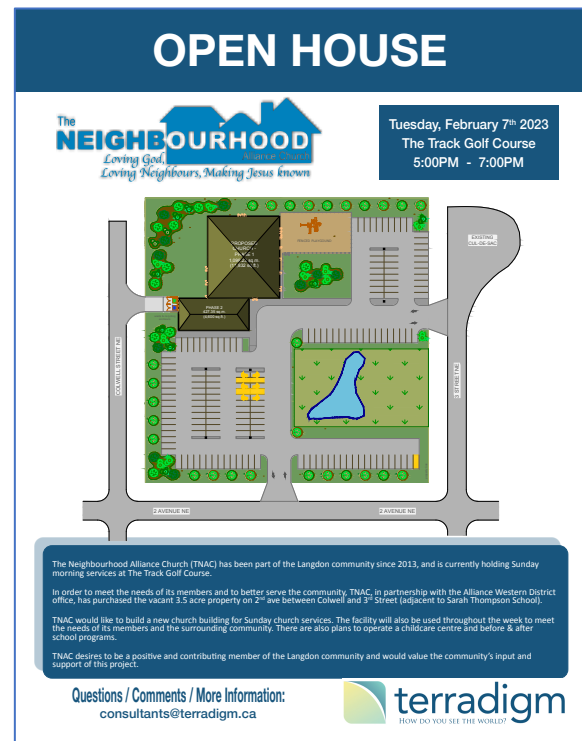 OPEN HOUSE
The
NEIGHBOURHOOD
Alliance Church
Loving God,
Loving Neighbours, Making Jesus known
Tuesday, February 7th 2023
The Track Golf Course
5:00PM - 7:00PM
EXISTING
CUL-DE-SAC
PROPOSED
CHURCH -
PHASE 1
PHASE 2
COLWELL STREET NE
STREET NE
2 AVENUE NE
2 AVENUE NE
The Neighbourhood Alliance Church (TNAC) has been part of the Langdon community since 2013, and is currently holding Sunday
morning services at The Track Golf Course.
In order to meet the needs of its members and to better serve the community, TNAC, in partnership with the Alliance Western District
office, has purchased the vacant 3.5 acre property on 2nd ave between Colwell and 3rd Street (adjacent to Sarah Thompson School).
TNAC would like to build a new church building for Sunday church services. The facility will also be used throughout the week to meet
the needs of its members and the surrounding community. There are also plans to operate a childcare centre and before & after
school programs.
TNAC desires to be a positive and contributing member of the Langdon community and would value the community's input and
support of this project.
Questions / Comments / More Information:
consultants@terradigm.ca
terradigm
HOW DO YOU SEE THE WORLD?